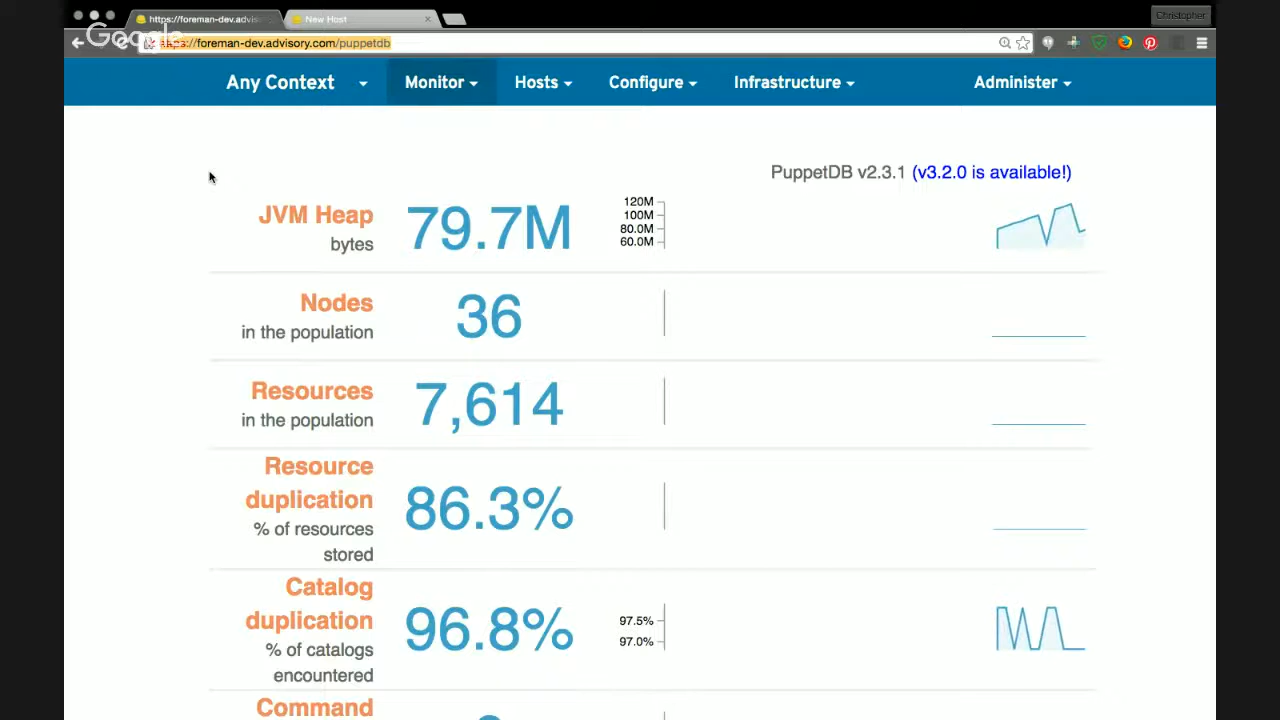 https://foreman-dev.advis
New Host
Christopher
Google
https://foreman-dev.advisory.com/puppetdb
Any Context Monitor Hosts Configure Infrastructure Administer
PuppetDB v2.3.1 (v3.2.0 is available!)
JVM Heap
bytes
79.7M
120M
100M
80.0M
60.0M
Nodes
in the population
36
Resources
in the population
7,614
Resource
duplication
% of resources
stored
86.3%
Catalog
duplication
% of catalogs
encountered
96.8%
97.5%
97.0%
Command